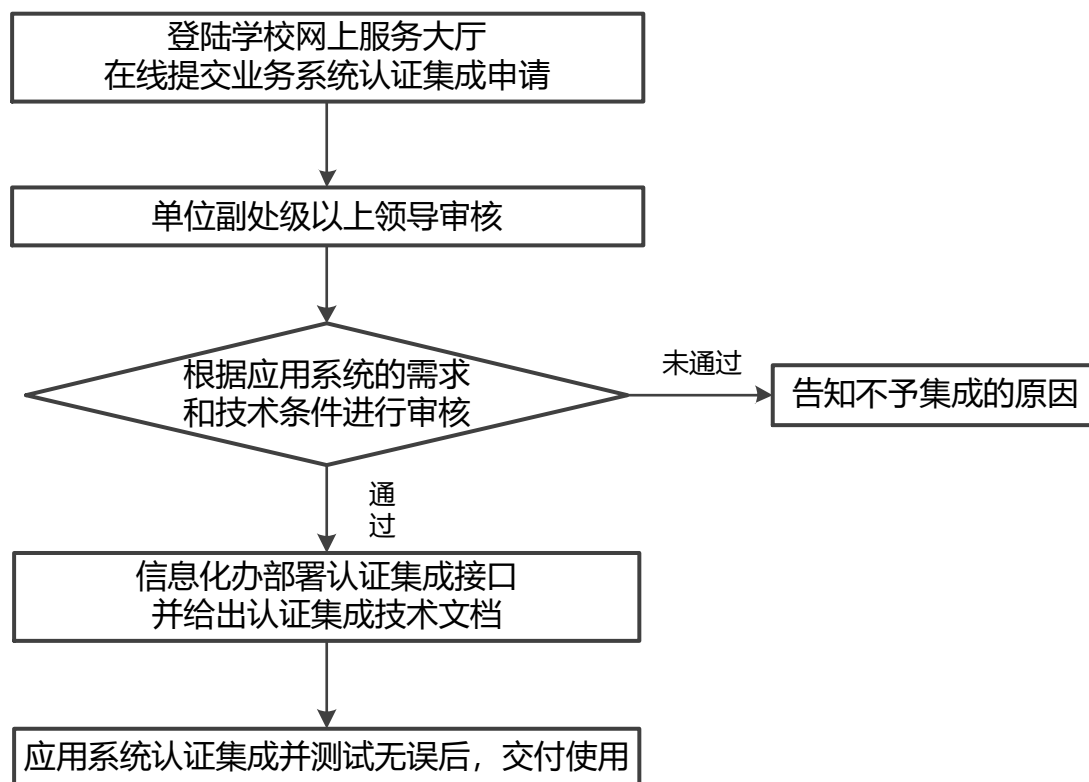 登陆学校网上服务大厅
在线提交业务系统认证集成申请
单位副处级以上领导审核
根据应用系统的需求
和技术条件进行审核
未通过
告知不予集成的原因
通
过
信息化办部署认证集成接口
并给出认证集成技术文档
应用系统认证集成并测试无误后，交付使用